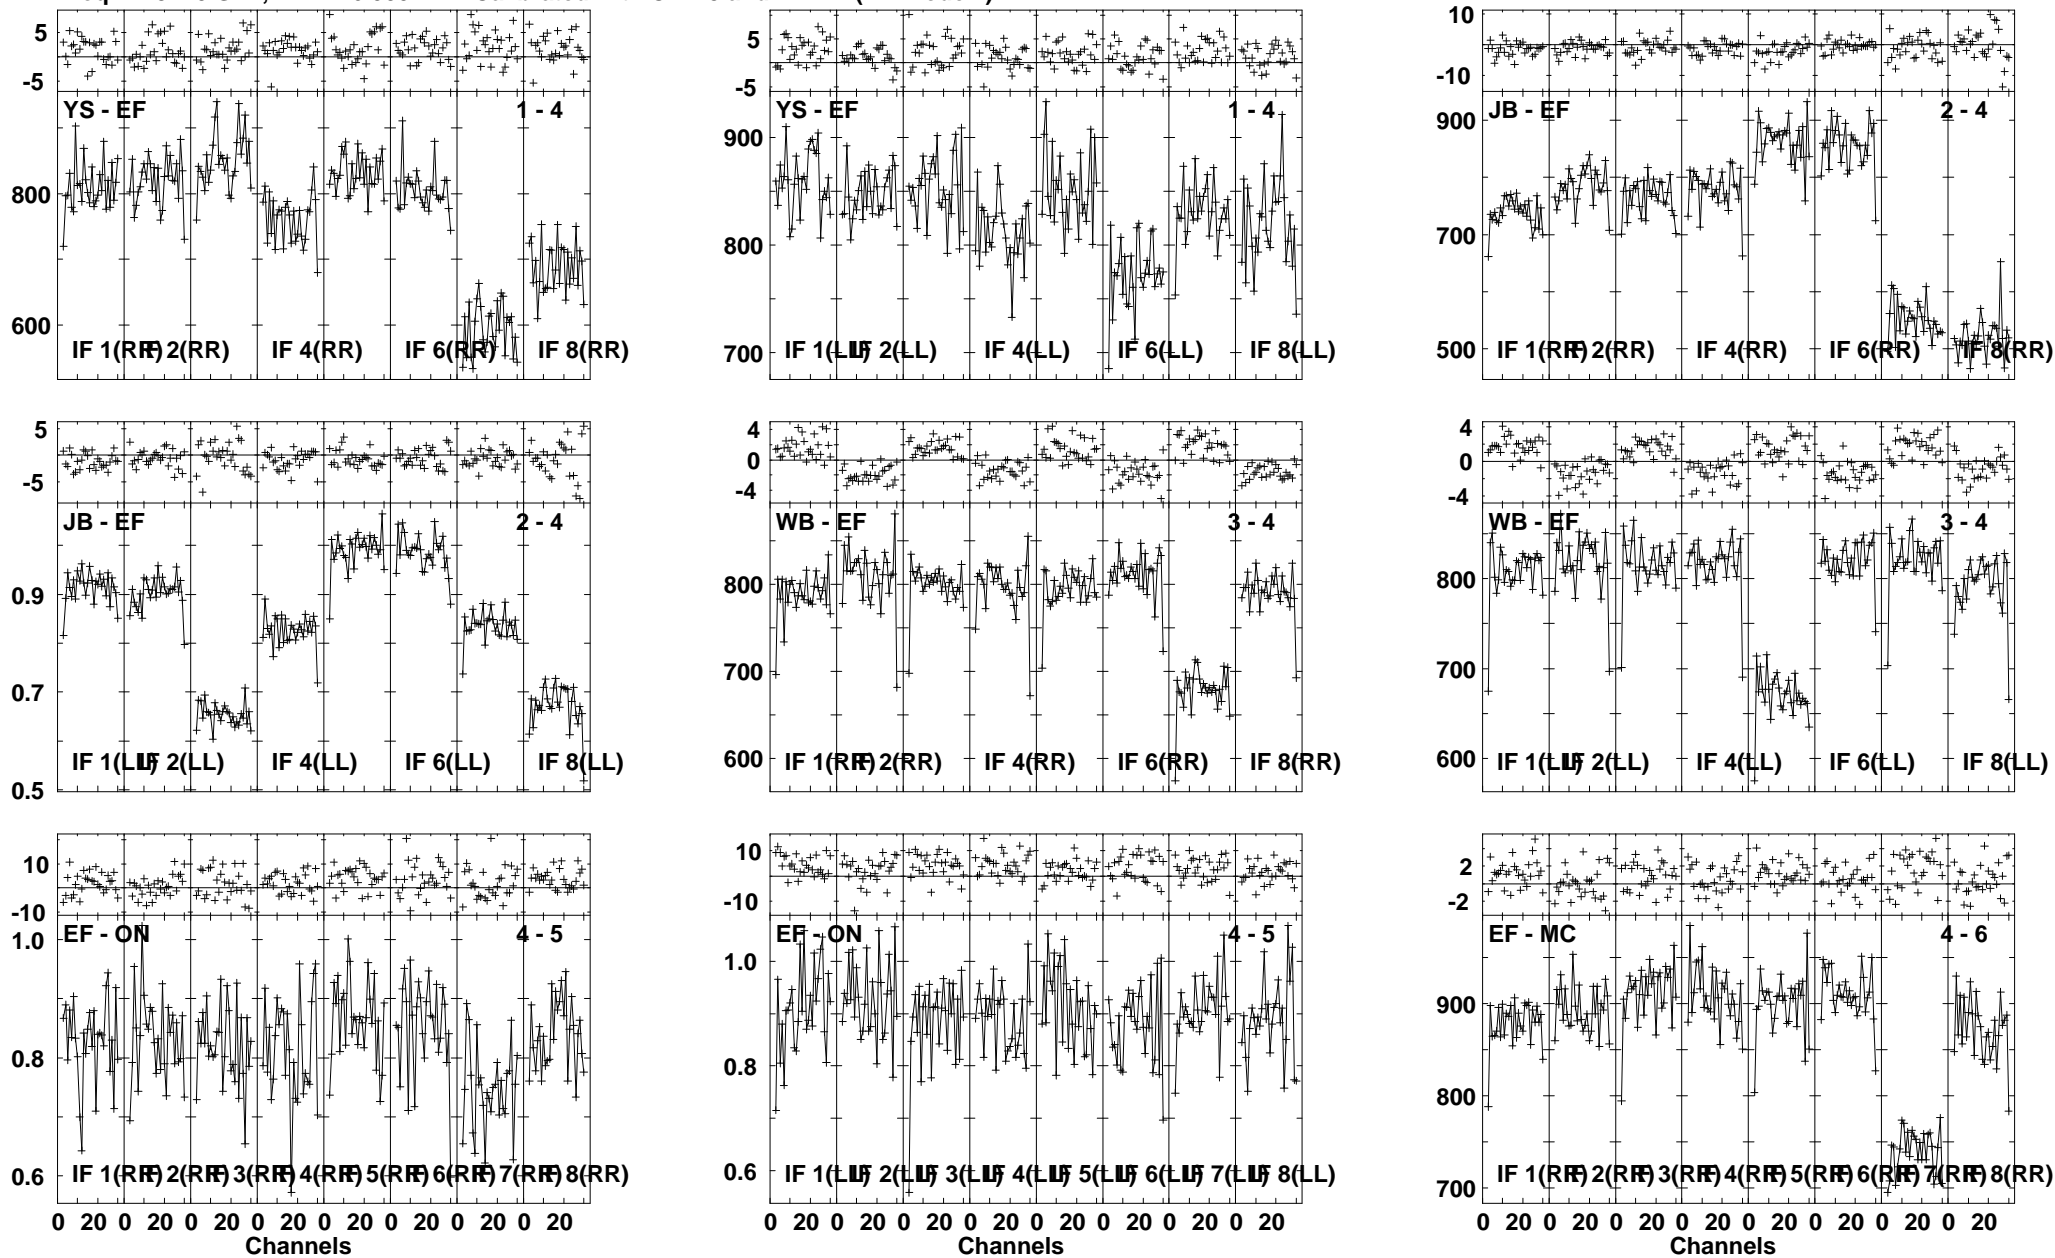 5
-5
YS - EF 1 - 4
800
600
IF 1(RR) IF 2(RR) IF 4(RR) IF 6(RR) IF 8(RR)
5
-5
YS - EF 1 - 4
900
800
700
IF 1(LL) IF 2(LL) IF 4(LL) IF 6(LL) IF 8(LL)
10
-10
JB - EF 2 - 4
900
700
500
IF 1(RR) IF 2(RR) IF 4(RR) IF 6(RR) IF 8(RR)
5
-5
JB - EF 2 - 4
0.9
0.7
0.5
IF 1(LL) IF 2(LL) IF 4(LL) IF 6(LL) IF 8(LL)
4
0
-4
WB - EF 3 - 4
800
700
600
IF 1(RR) IF 2(RR) IF 4(RR) IF 6(RR) IF 8(RR)
4
0
-4
WB - EF 3 - 4
800
700
600
IF 1(LL) IF 2(LL) IF 4(LL) IF 6(LL) IF 8(LL)
10
-10
EF - ON 4 - 5
1.0
0.8
0.6
IF 1(RR) IF 2(RR) IF 3(RR) IF 4(RR) IF 5(RR) IF 6(RR) IF 7(RR) IF 8(RR)
0 20 0 20 0 20 0 20 0 20 0 20 0 20 0 20
Channels
10
-10
EF - ON 4 - 5
1.0
0.8
0.6
IF 1(LL) IF 2(LL) IF 3(LL) IF 4(LL) IF 5(LL) IF 6(LL) IF 7(LL) IF 8(LL)
0 20 0 20 0 20 0 20 0 20 0 20 0 20 0 20
Channels
2
-2
EF - MC 4 - 6
900
800
700
IF 1(RR) IF 2(RR) IF 3(RR) IF 4(RR) IF 5(RR) IF 6(RR) IF 7(RR) IF 8(RR)
0 20 0 20 0 20 0 20 0 20 0 20 0 20 0 20
Channels